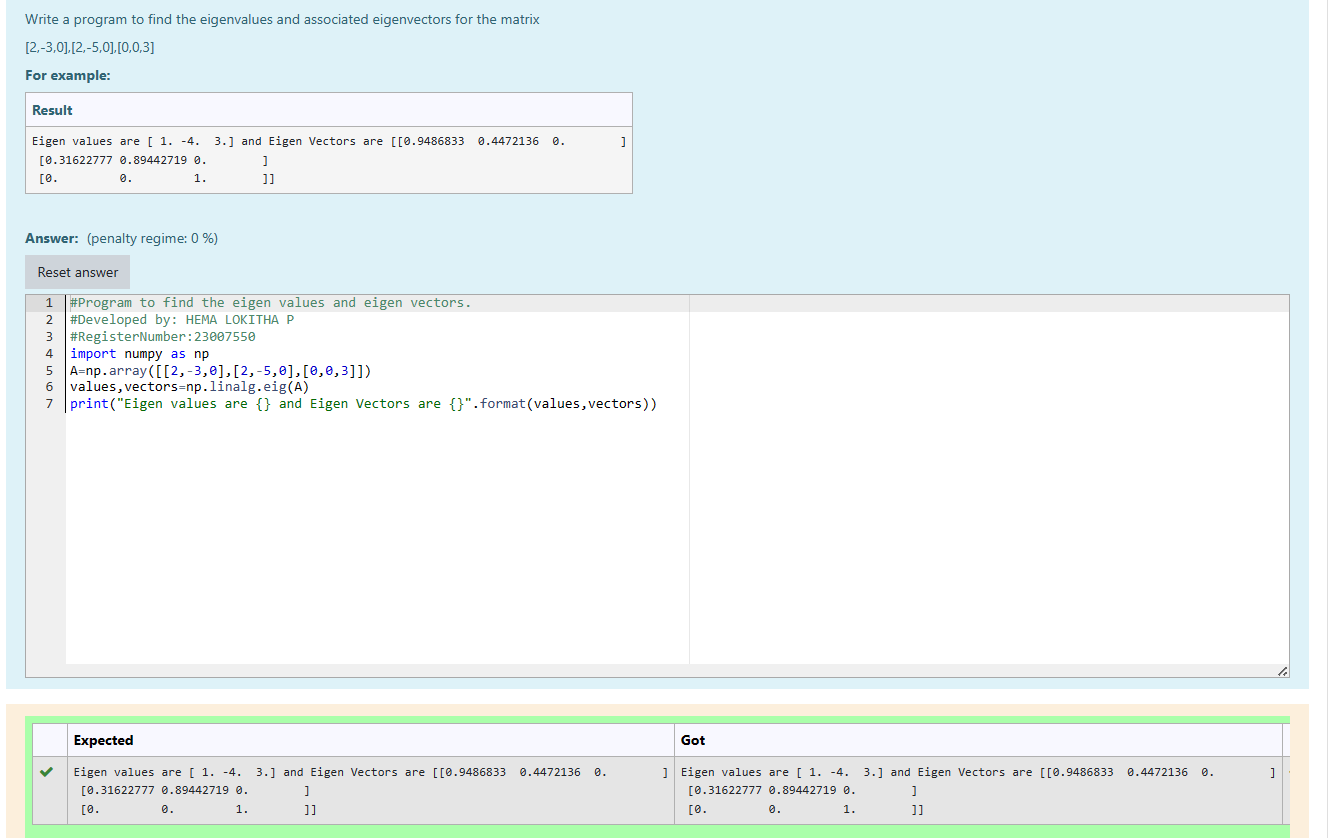 Write a program to find the eigenvalues and associated eigenvectors for the matrix
[2,-3,0],[2,-5,0],[0,0,3]
For example:
Result
Eigen values are [ 1. -4.  3.] and Eigen Vectors are [[0.9486833  0.4472136  0.        ]
 [0.31622777 0.89442719 0.        ]
 [0.         0.         1.        ]]
Answer: (penalty regime: 0 %)
Reset answer
1 #Program to find the eigen values and eigen vectors.
2 #Developed by: HEMA LOKITHA P
3 #RegisterNumber:23007550
4 import numpy as np
5 A=np.array([[2,-3,0],[2,-5,0],[0,0,3]])
6 values,vectors=np.linalg.eig(A)
7 print("Eigen values are {} and Eigen Vectors are {}".format(values,vectors))
Expected Got
Eigen values are [ 1. -4.  3.] and Eigen Vectors are [[0.9486833  0.4472136  0.        ] Eigen values are [ 1. -4.  3.] and Eigen Vectors are [[0.9486833  0.4472136  0.        ]
 [0.31622777 0.89442719 0.        ] [0.31622777 0.89442719 0.        ]
 [0.         0.         1.        ]] [0.         0.         1.        ]]